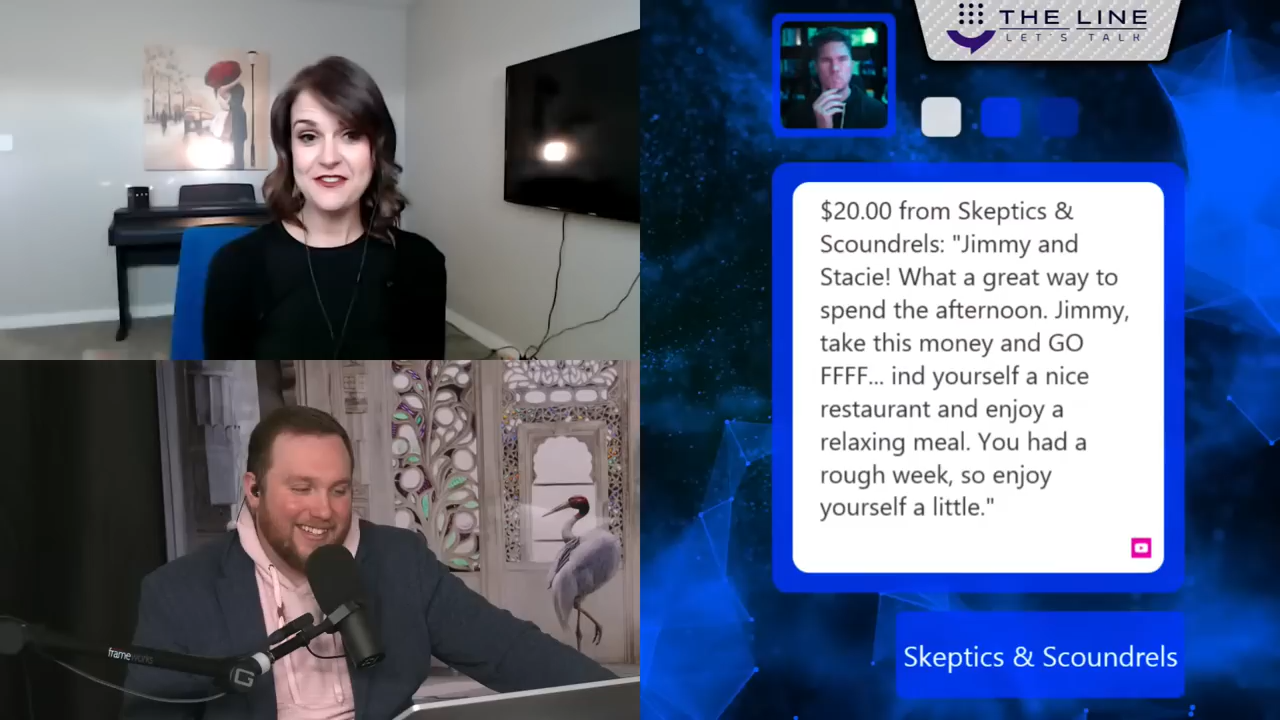 THE LINE
LET'S TALK
$20.00 from Skeptics &
Scoundrels: "Jimmy and
Stacie! What a great way to
spend the afternoon. Jimmy,
take this money and GO
FFFF... ind yourself a nice
restaurant and enjoy a
relaxing meal. You had a
rough week, so enjoy
yourself a little."
Skeptics & Scoundrels
frameworks
G